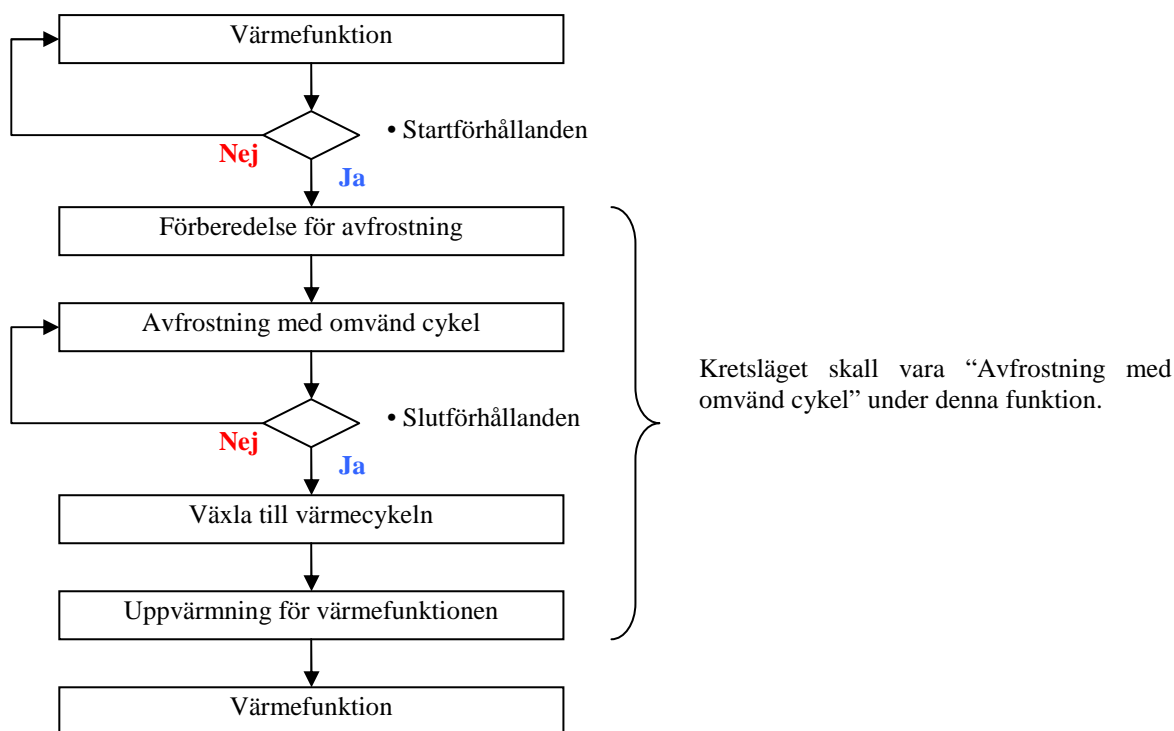 Värmefunktion
• Startförhållanden
Nej
Ja
Förberedelse för avfrostning
Avfrostning med omvänd cykel
Kretsläget skall vara “Avfrostning med
omvänd cykel” under denna funktion.
• Slutförhållanden
Nej
Ja
Växla till värmecykeln
Uppvärmning för värmefunktionen
Värmefunktion